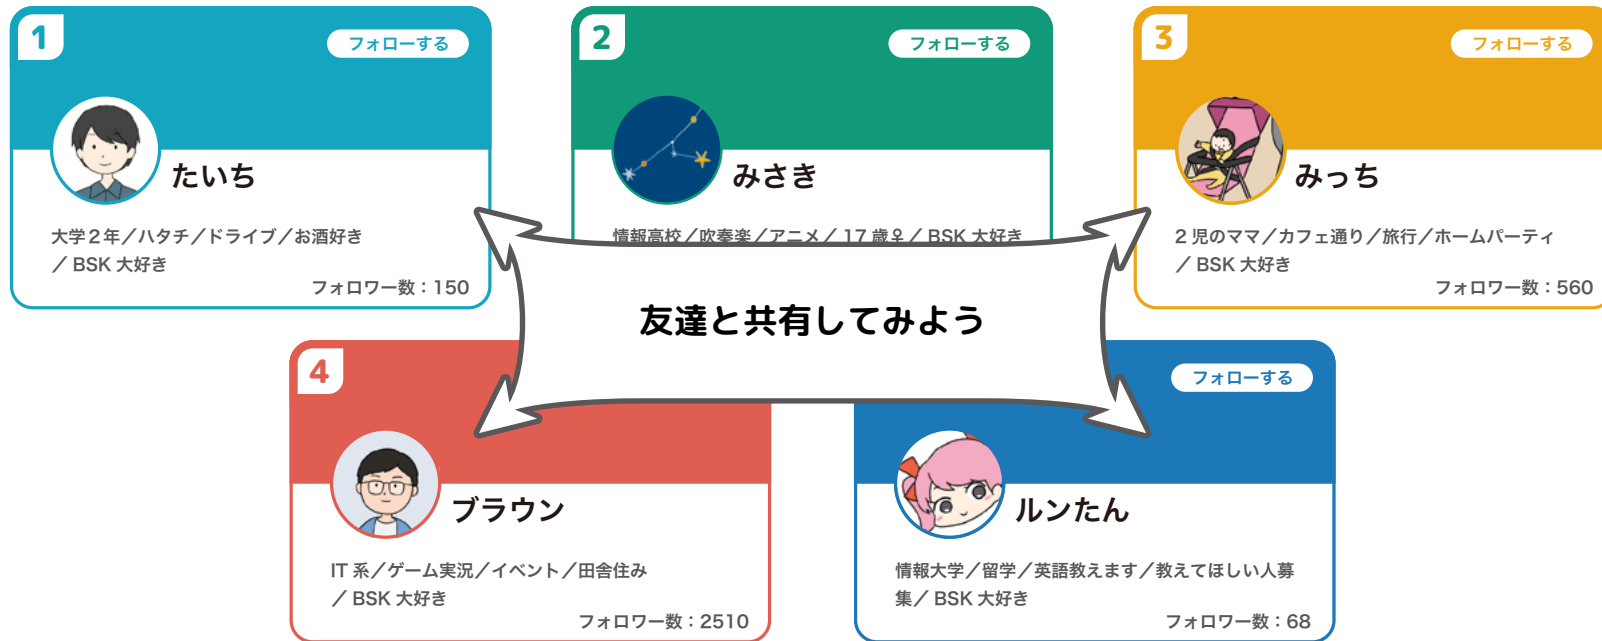 1
フォローする
たいち
大学2年／ハタチ／ドライブ／お酒好き
／ BSK 大好き
フォロワー数：150
2
フォローする
みさき
情報高校／吹奏楽／アニメ／ 17 歳♀／ BSK 大好き
3
フォローする
みっち
2 児のママ／カフェ通り／旅行／ホームパーティ
／ BSK 大好き
フォロワー数：560
友達と共有してみよう
4
ブラウン
IT 系／ゲーム実況／イベント／田舎住み
／ BSK 大好き
フォロワー数：2510
フォローする
ルンたん
情報大学／留学／英語教えます／教えてほしい人募
集／ BSK 大好き
フォロワー数：68